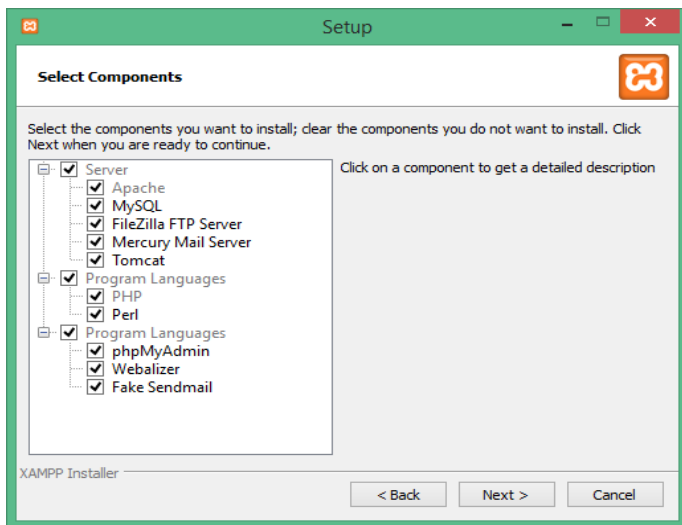 Setup
Select Components
Select the components you want to install; clear the components you do not want to install. Click
Next when you are ready to continue.
Server
Apache
MySQL
FileZilla FTP Server
Mercury Mail Server
Tomcat
Program Languages
PHP
Perl
Program Languages
phpMyAdmin
Webalizer
Fake Sendmail
Click on a component to get a detailed description
XAMPP Installer
< Back
Next >
Cancel